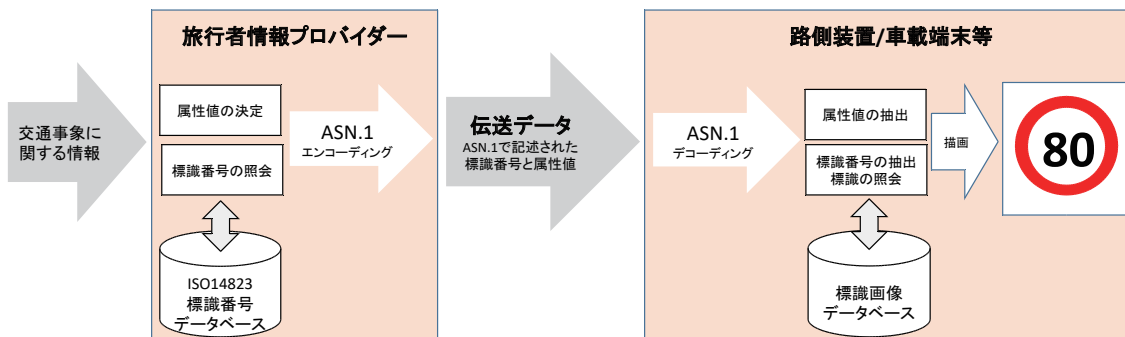 交通事象に
関する情報
旅行者情報プロバイダー
属性値の決定
標識番号の照会
ISO14823
標識番号
データベース
ASN.1
エンコーディング
伝送データ
ASN.1で記述された
標識番号と属性値
路側装置/車載端末等
ASN.1
デコーディング
属性値の抽出
標識番号の抽出
標識の照会
標識画像
データベース
描画
80